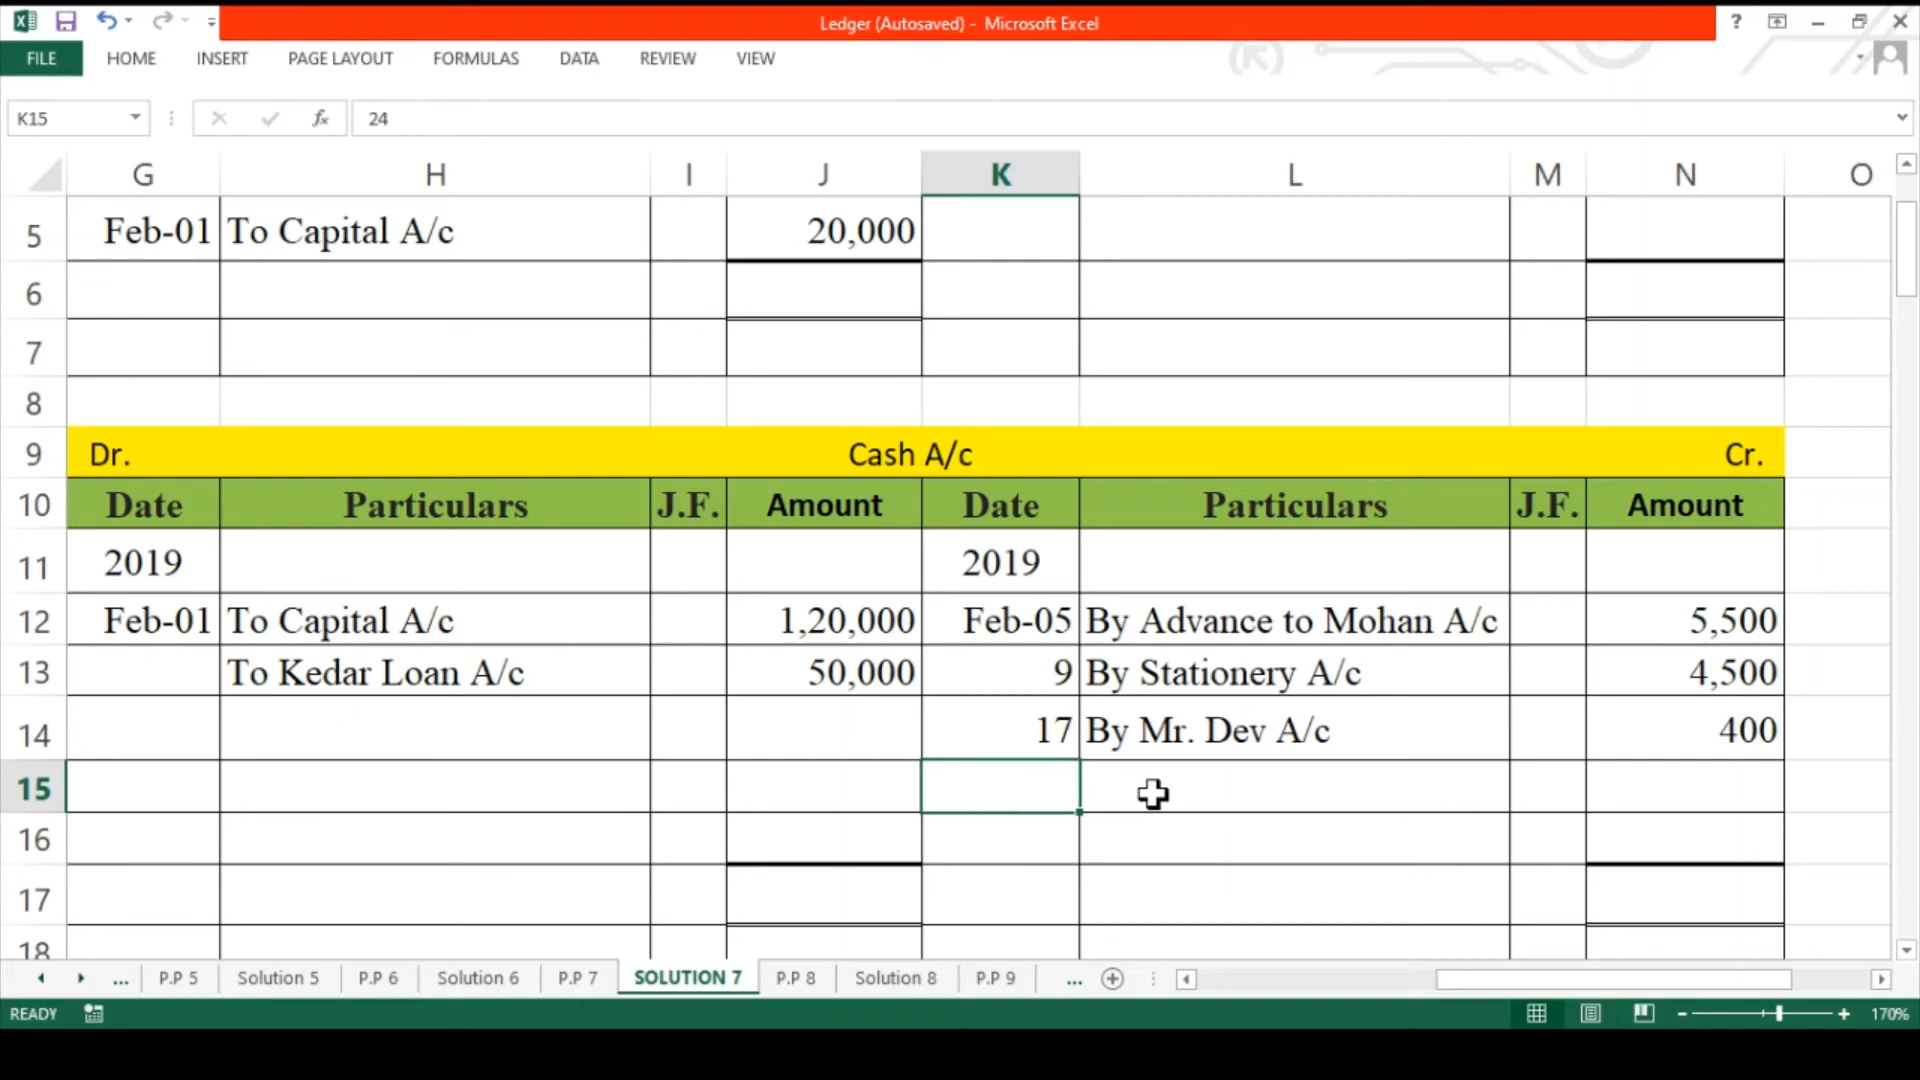 Ledger (Autosaved) - Microsoft Excel
?
FILE HOME INSERT PAGE LAYOUT FORMULAS DATA REVIEW VIEW
K15 fx 24
G H I J K L M N O
5 Feb-01 To Capital A/c 20,000
6
7
8
9 Dr. Cash A/c Cr.
10 Date Particulars J.F. Amount Date Particulars J.F. Amount
11 2019 2019
12 Feb-01 To Capital A/c 1,20,000 Feb-05 By Advance to Mohan A/c 5,500
13 To Kedar Loan A/c 50,000 9 By Stationery A/c 4,500
14 17 By Mr. Dev A/c 400
15
16
17
18
... P.P 5 Solution 5 P.P 6 Solution 6 P.P 7 SOLUTION 7 P.P 8 Solution 8 P.P 9 ...
READY 170%